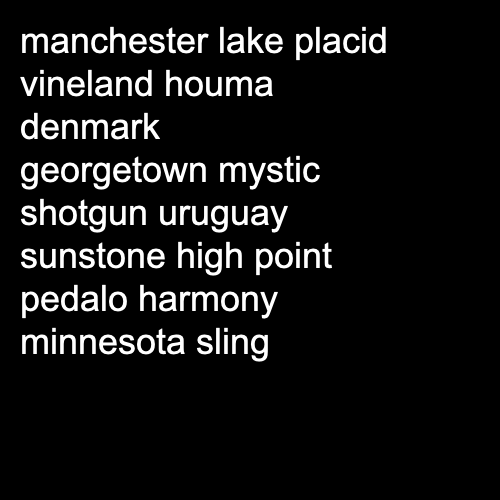 manchester lake placid
vineland houma
denmark
georgetown mystic
shotgun uruguay
sunstone high point
pedalo harmony
minnesota sling